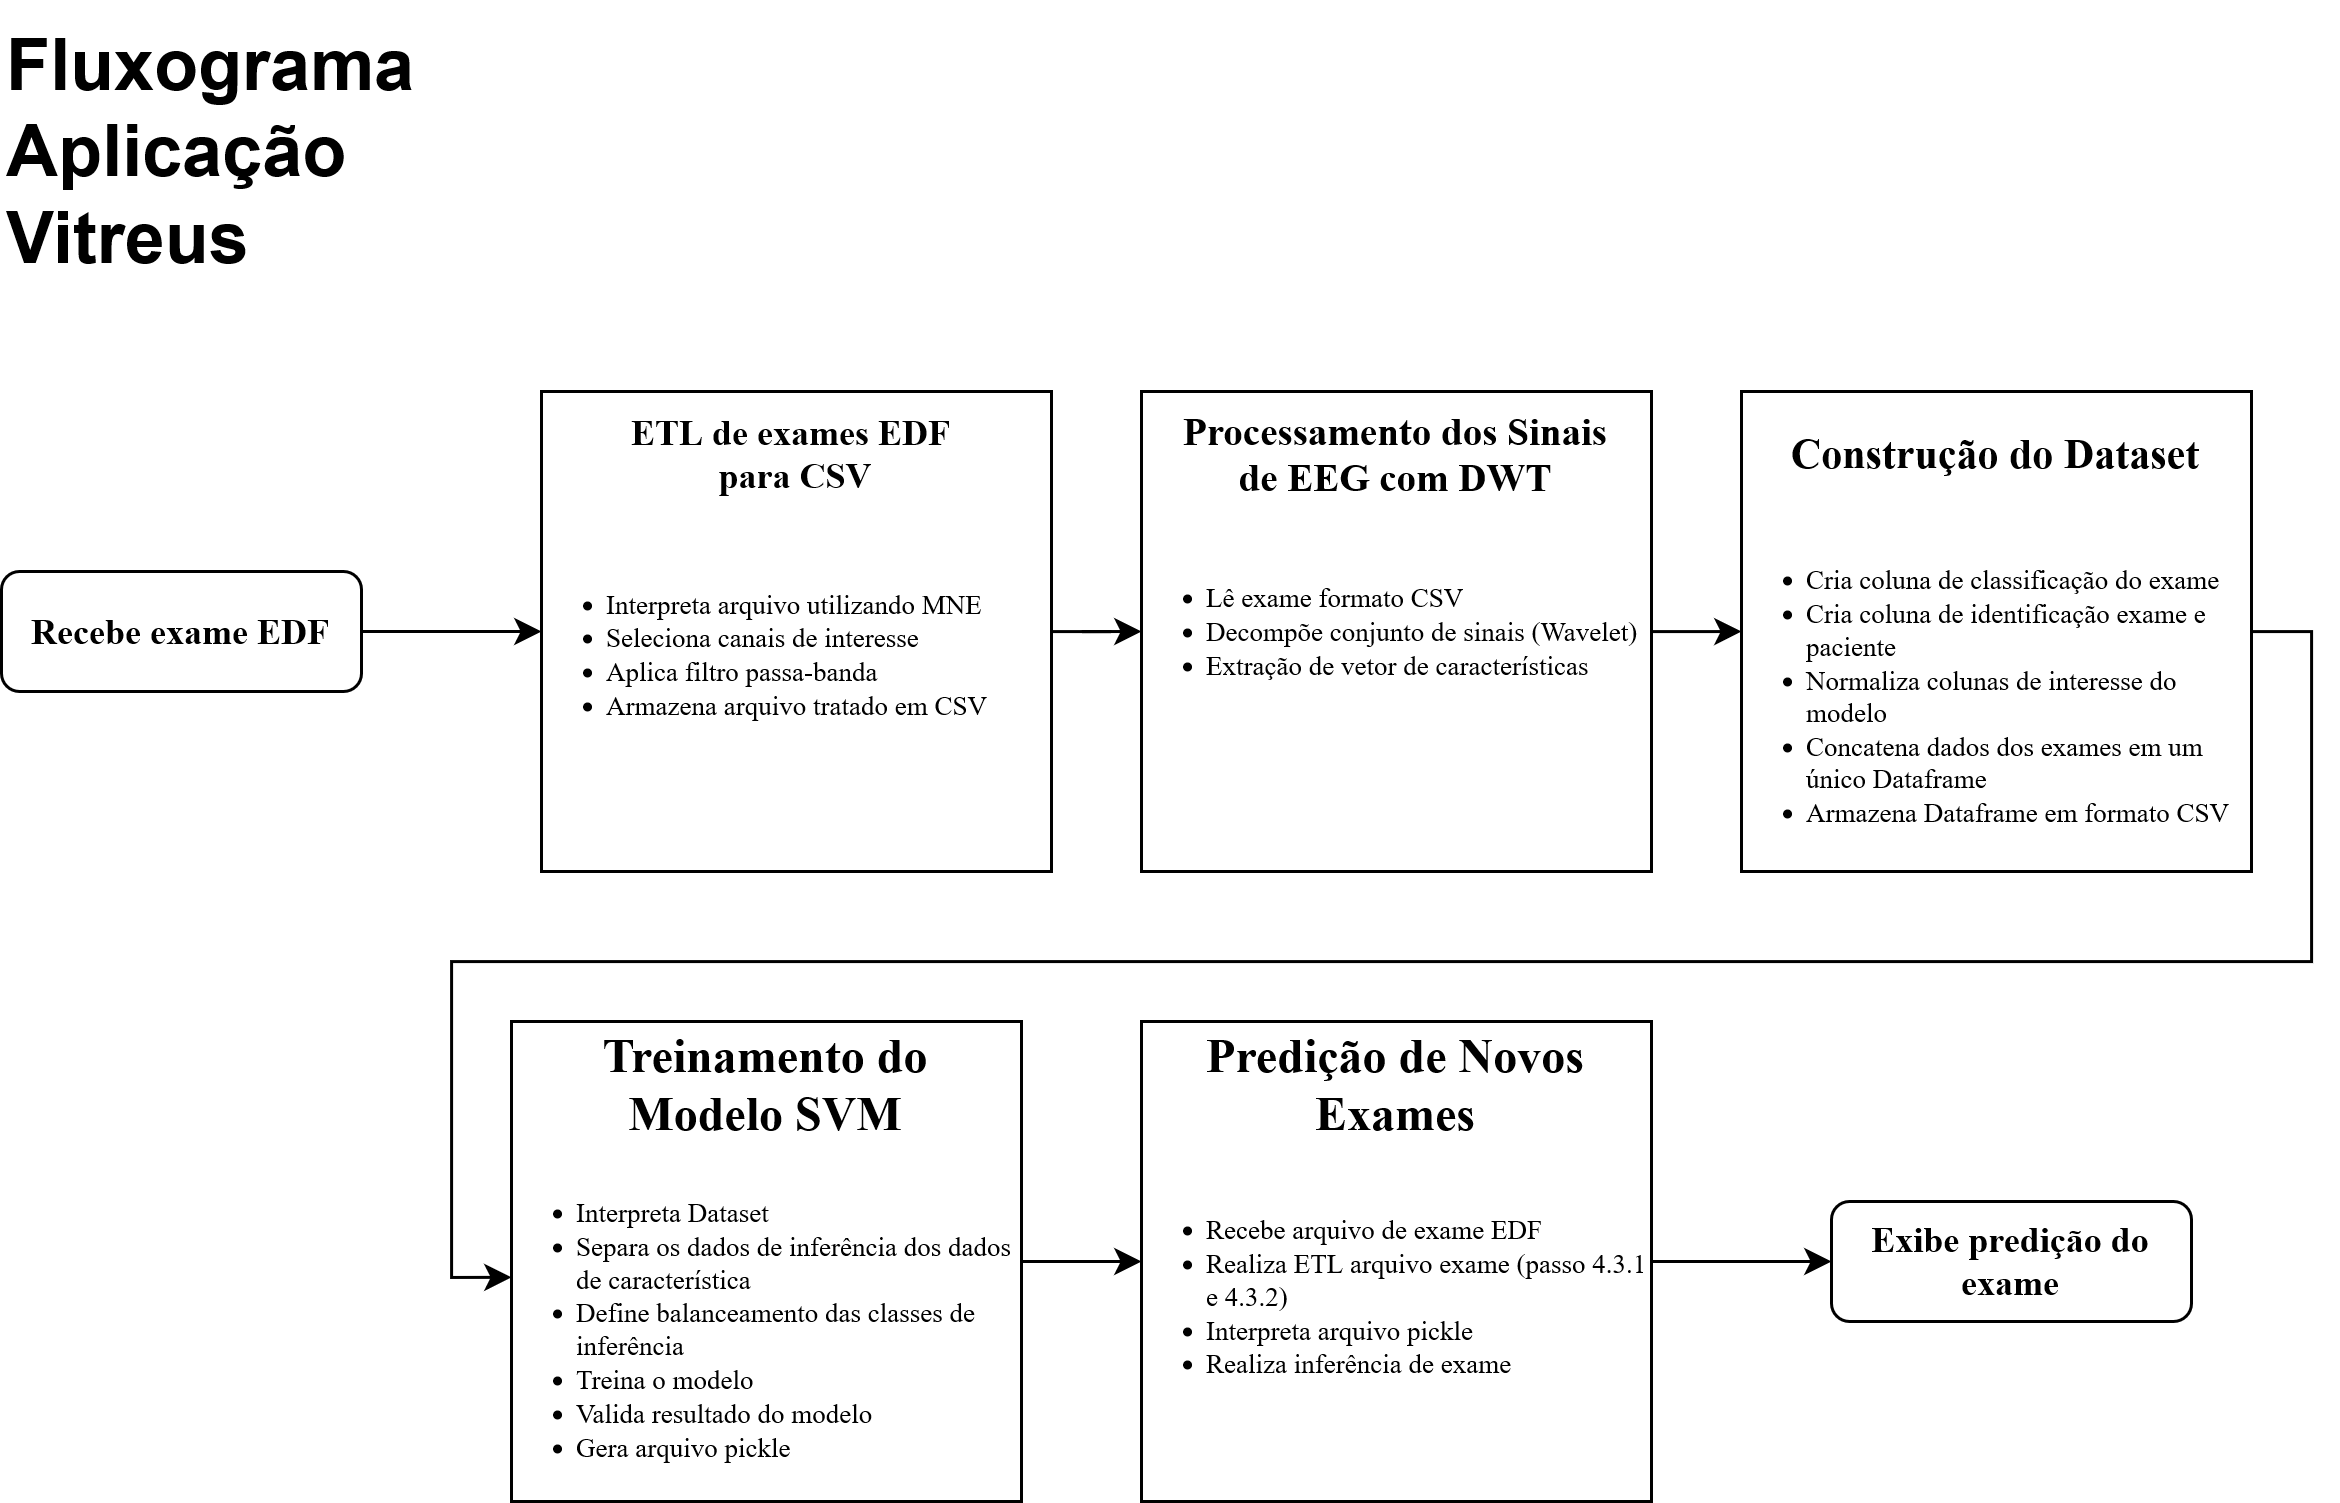 Fluxograma
Aplicação
Vitreus
Recebe exame EDF
ETL de exames EDF
para CSV
Interpreta arquivo utilizando MNE
Seleciona canais de interesse
Aplica filtro passa-banda
Armazena arquivo tratado em CSV
Processamento dos Sinais
de EEG com DWT
Lê exame formato CSV
Decompõe conjunto de sinais (Wavelet)
Extração de vetor de características
Construção do Dataset
Cria coluna de classificação do exame
Cria coluna de identificação exame e
paciente
Normaliza colunas de interesse do
modelo
Concatena dados dos exames em um
único Dataframe
Armazena Dataframe em formato CSV
Treinamento do
Modelo SVM
Interpreta Dataset
Separa os dados de inferência dos dados
de característica
Define balanceamento das classes de
inferência
Treina o modelo
Valida resultado do modelo
Gera arquivo pickle
Predição de Novos
Exames
Recebe arquivo de exame EDF
Realiza ETL arquivo exame (passo 4.3.1
e 4.3.2)
Interpreta arquivo pickle
Realiza inferência de exame
Exibe predição do
exame